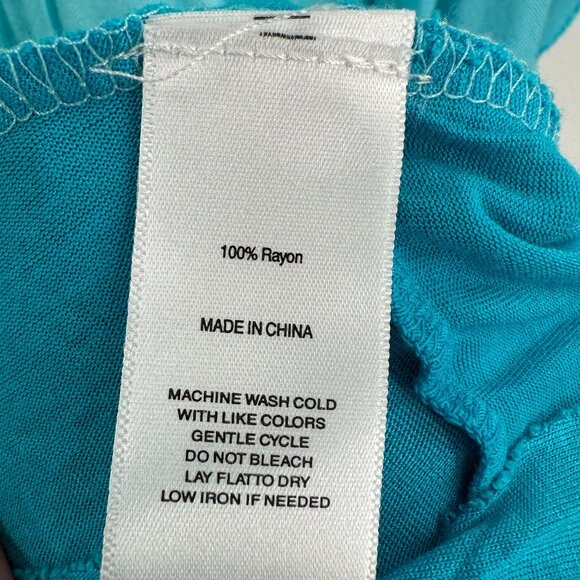 100% Rayon
MADE IN CHINA
MACHINE WASH COLD
WITH LIKE COLORS
GENTLE CYCLE
DO NOT BLEACH
LAY FLATTO DRY
LOW IRON IF NEEDED